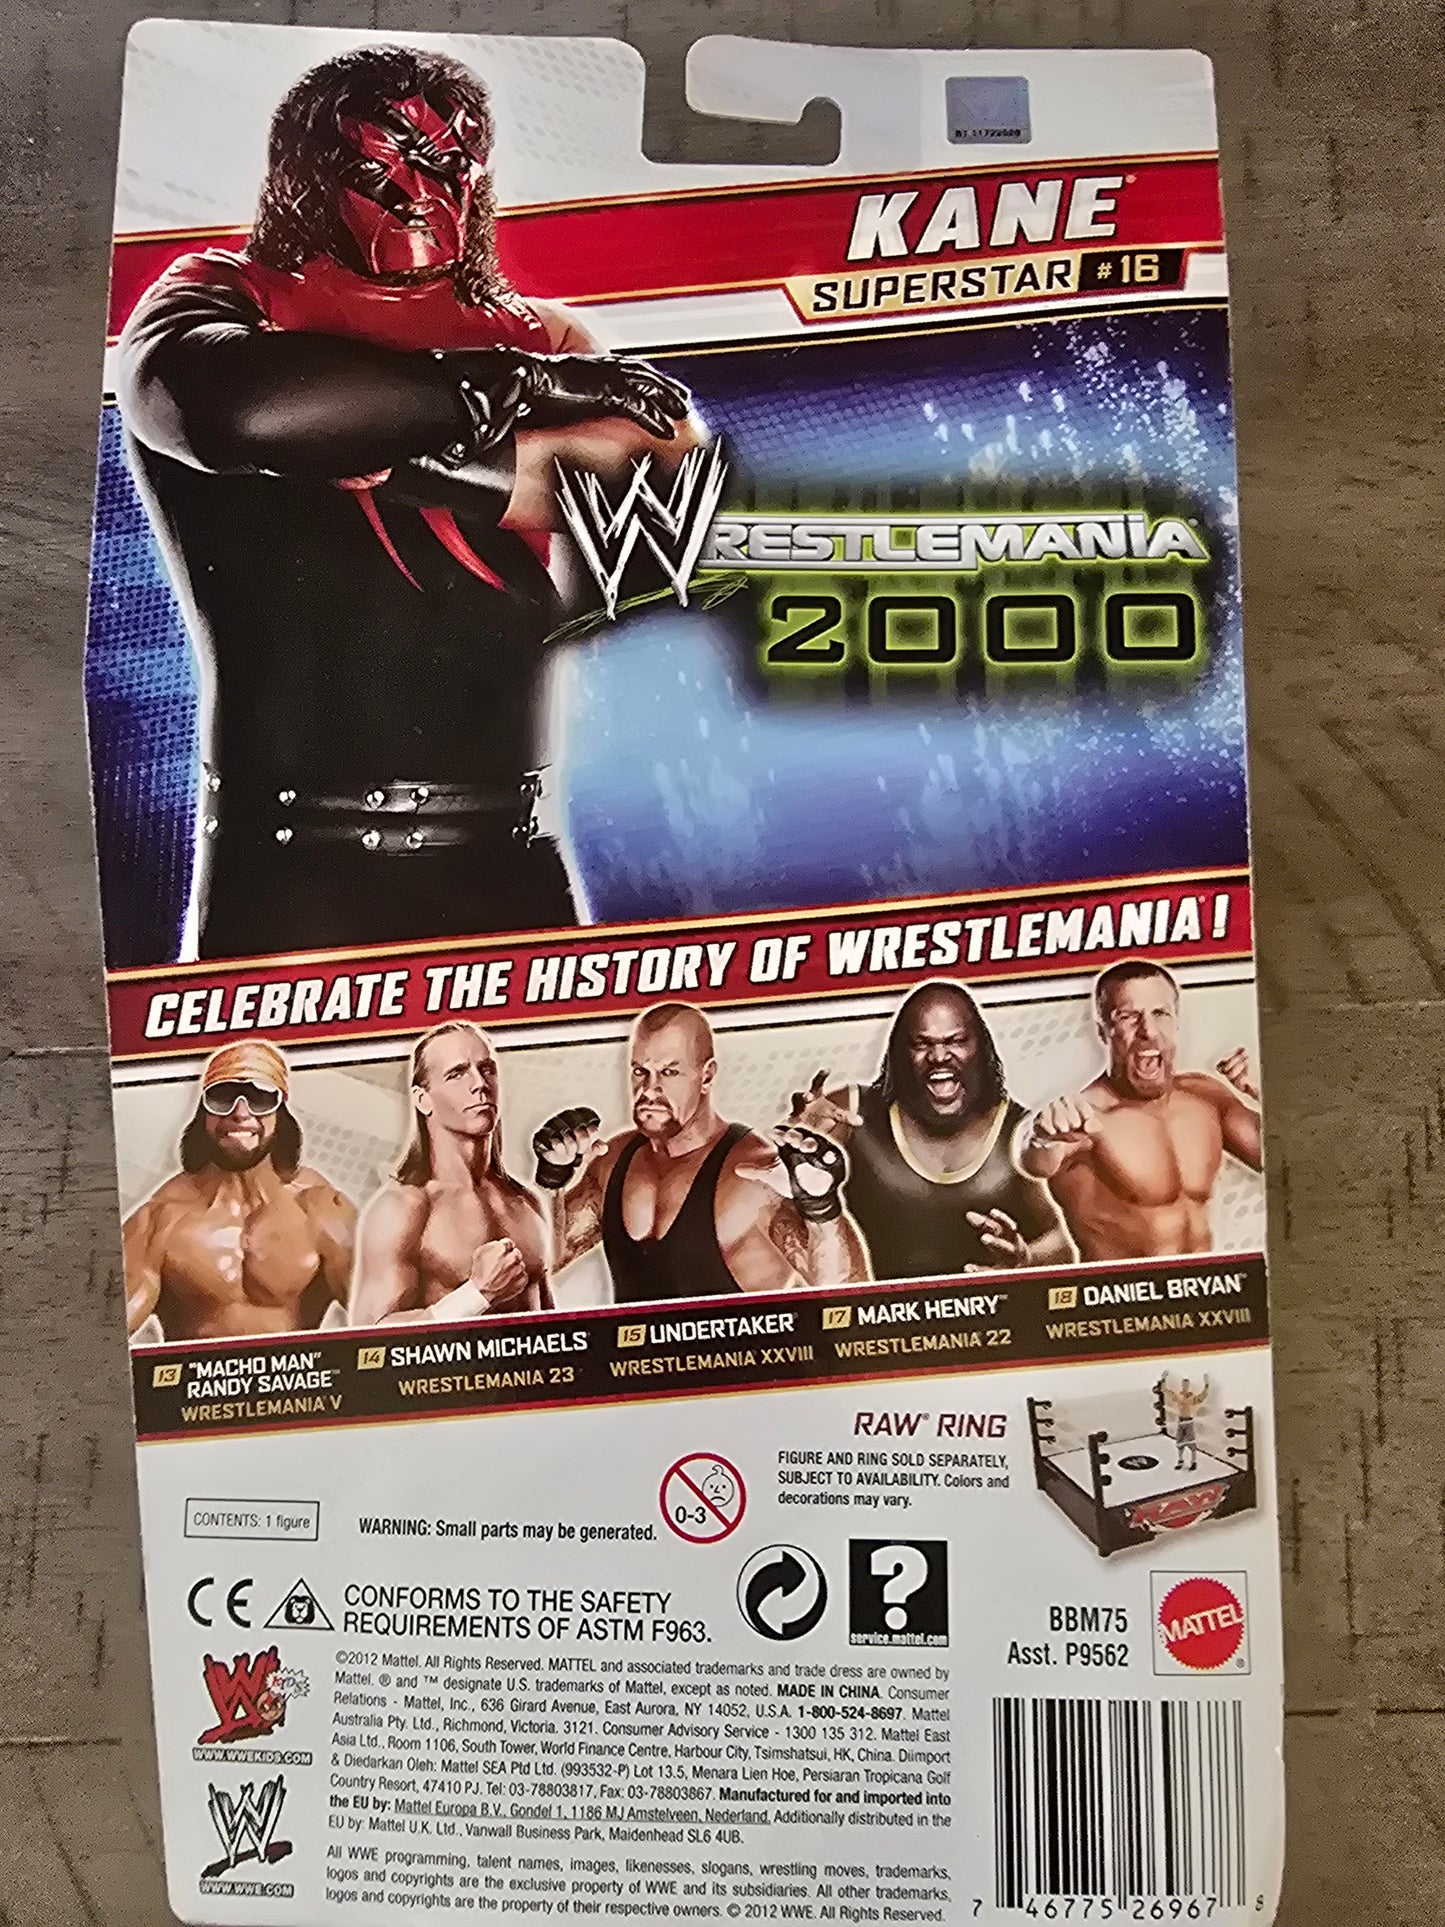 KANE
SUPERSTAR #16
WRESTLEMANIA
2000
CELEBRATE THE HISTORY OF WRESTLEMANIA!
13 "MACHO MAN"
RANDY SAVAGE™
WRESTLEMANIA V
14 SHAWN MICHAELS
WRESTLEMANIA 23
15 UNDERTAKER
WRESTLEMANIA XXVIII
17 MARK HENRY™
WRESTLEMANIA 22
18 DANIEL BRYAN™
WRESTLEMANIA XXVIII
RAW® RING
FIGURE AND RING SOLD SEPARATELY,
SUBJECT TO AVAILABILITY. Colors and
decorations may vary.
RAW
CONTENTS: 1 figure
WARNING: Small parts may be generated.
0-3
CE
CONFORMS TO THE SAFETY
REQUIREMENTS OF ASTM F963.
?
service.mattel.com
BBM75
Asst. P9562
MATTEL®
KIDS
WWW.WWEKIDS.COM
WWW.WWE.COM
©2012 Mattel. All Rights Reserved. MATTEL and associated trademarks and trade dress are owned by
Mattel. ® and ™ designate U.S. trademarks of Mattel, except as noted. MADE IN CHINA. Consumer
Relations - Mattel, Inc., 636 Girard Avenue, East Aurora, NY 14052, U.S.A. 1-800-524-8697. Mattel
Australia Pty. Ltd., Richmond, Victoria. 3121. Consumer Advisory Service - 1300 135 312. Mattel East
Asia Ltd., Room 1106, South Tower, World Finance Centre, Harbour City, Tsimshatsui, HK, China. Diimport
& Diedarkan Oleh: Mattel SEA Ptd Ltd. (993532-P) Lot 13.5, Menara Lien Hoe, Persiaran Tropicana Golf
Country Resort, 47410 PJ. Tel: 03-78803817, Fax: 03-78803867. Manufactured for and imported into
the EU by: Mattel Europa B.V., Gondel 1, 1186 MJ Amstelveen, Nederland. Additionally distributed in the
EU by: Mattel U.K. Ltd., Vanwall Business Park, Maidenhead SL6 4UB.
All WWE programming, talent names, images, likenesses, slogans, wrestling moves, trademarks,
logos and copyrights are the exclusive property of WWE and its subsidiaries. All other trademarks,
logos and copyrights are the property of their respective owners. © 2012 WWE. All Rights Reserved.
7 46775 26967 8